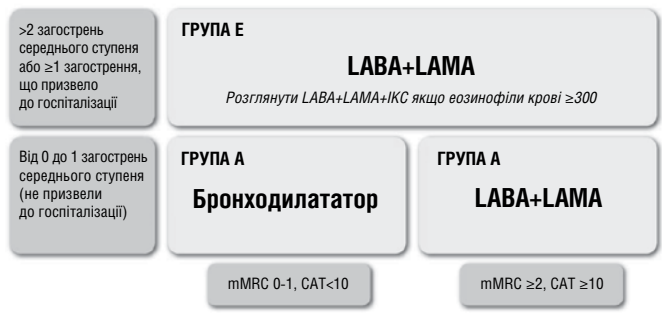 >2 загострень
середнього ступеня
або ≥1 загострення,
що призвело
до госпіталізації
ГРУПА E
LABA+LAMA
Розглянути LABA+LAMA+ІКС якщо еозинофіли крові ≥300
Від 0 до 1 загострень
середнього ступеня
(не призвели
до госпіталізації)
ГРУПА А
Бронходилататор
ГРУПА А
LABA+LAMA
mMRC 0-1, CAT<10
mMRC ≥2, CAT ≥10